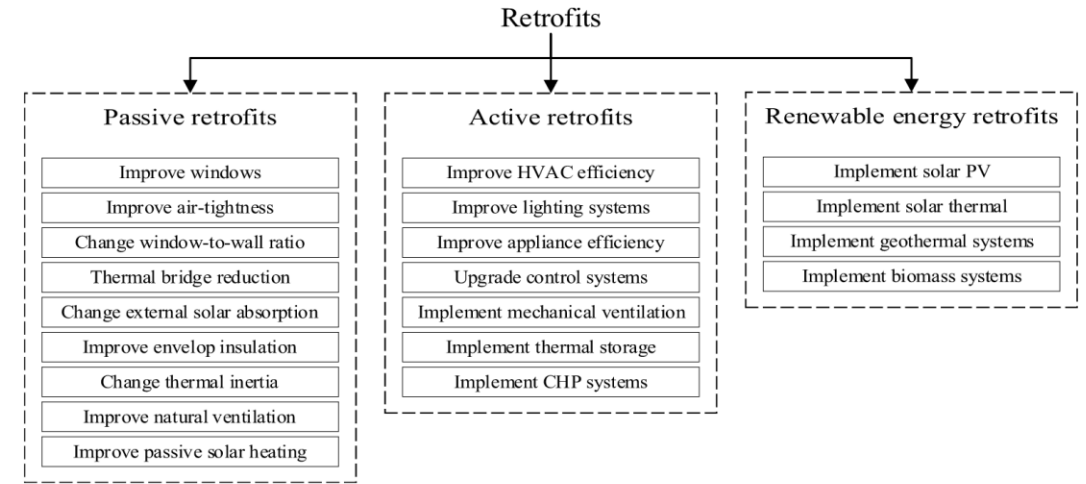 Retrofits
Passive retrofits
Improve windows
Improve air-tightness
Change window-to-wall ratio
Thermal bridge reduction
Change external solar absorption
Improve envelop insulation
Change thermal inertia
Improve natural ventilation
Improve passive solar heating
Active retrofits
Improve HVAC efficiency
Improve lighting systems
Improve appliance efficiency
Upgrade control systems
Implement mechanical ventilation
Implement thermal storage
Implement CHP systems
Renewable energy retrofits
Implement solar PV
Implement solar thermal
Implement geothermal systems
Implement biomass systems